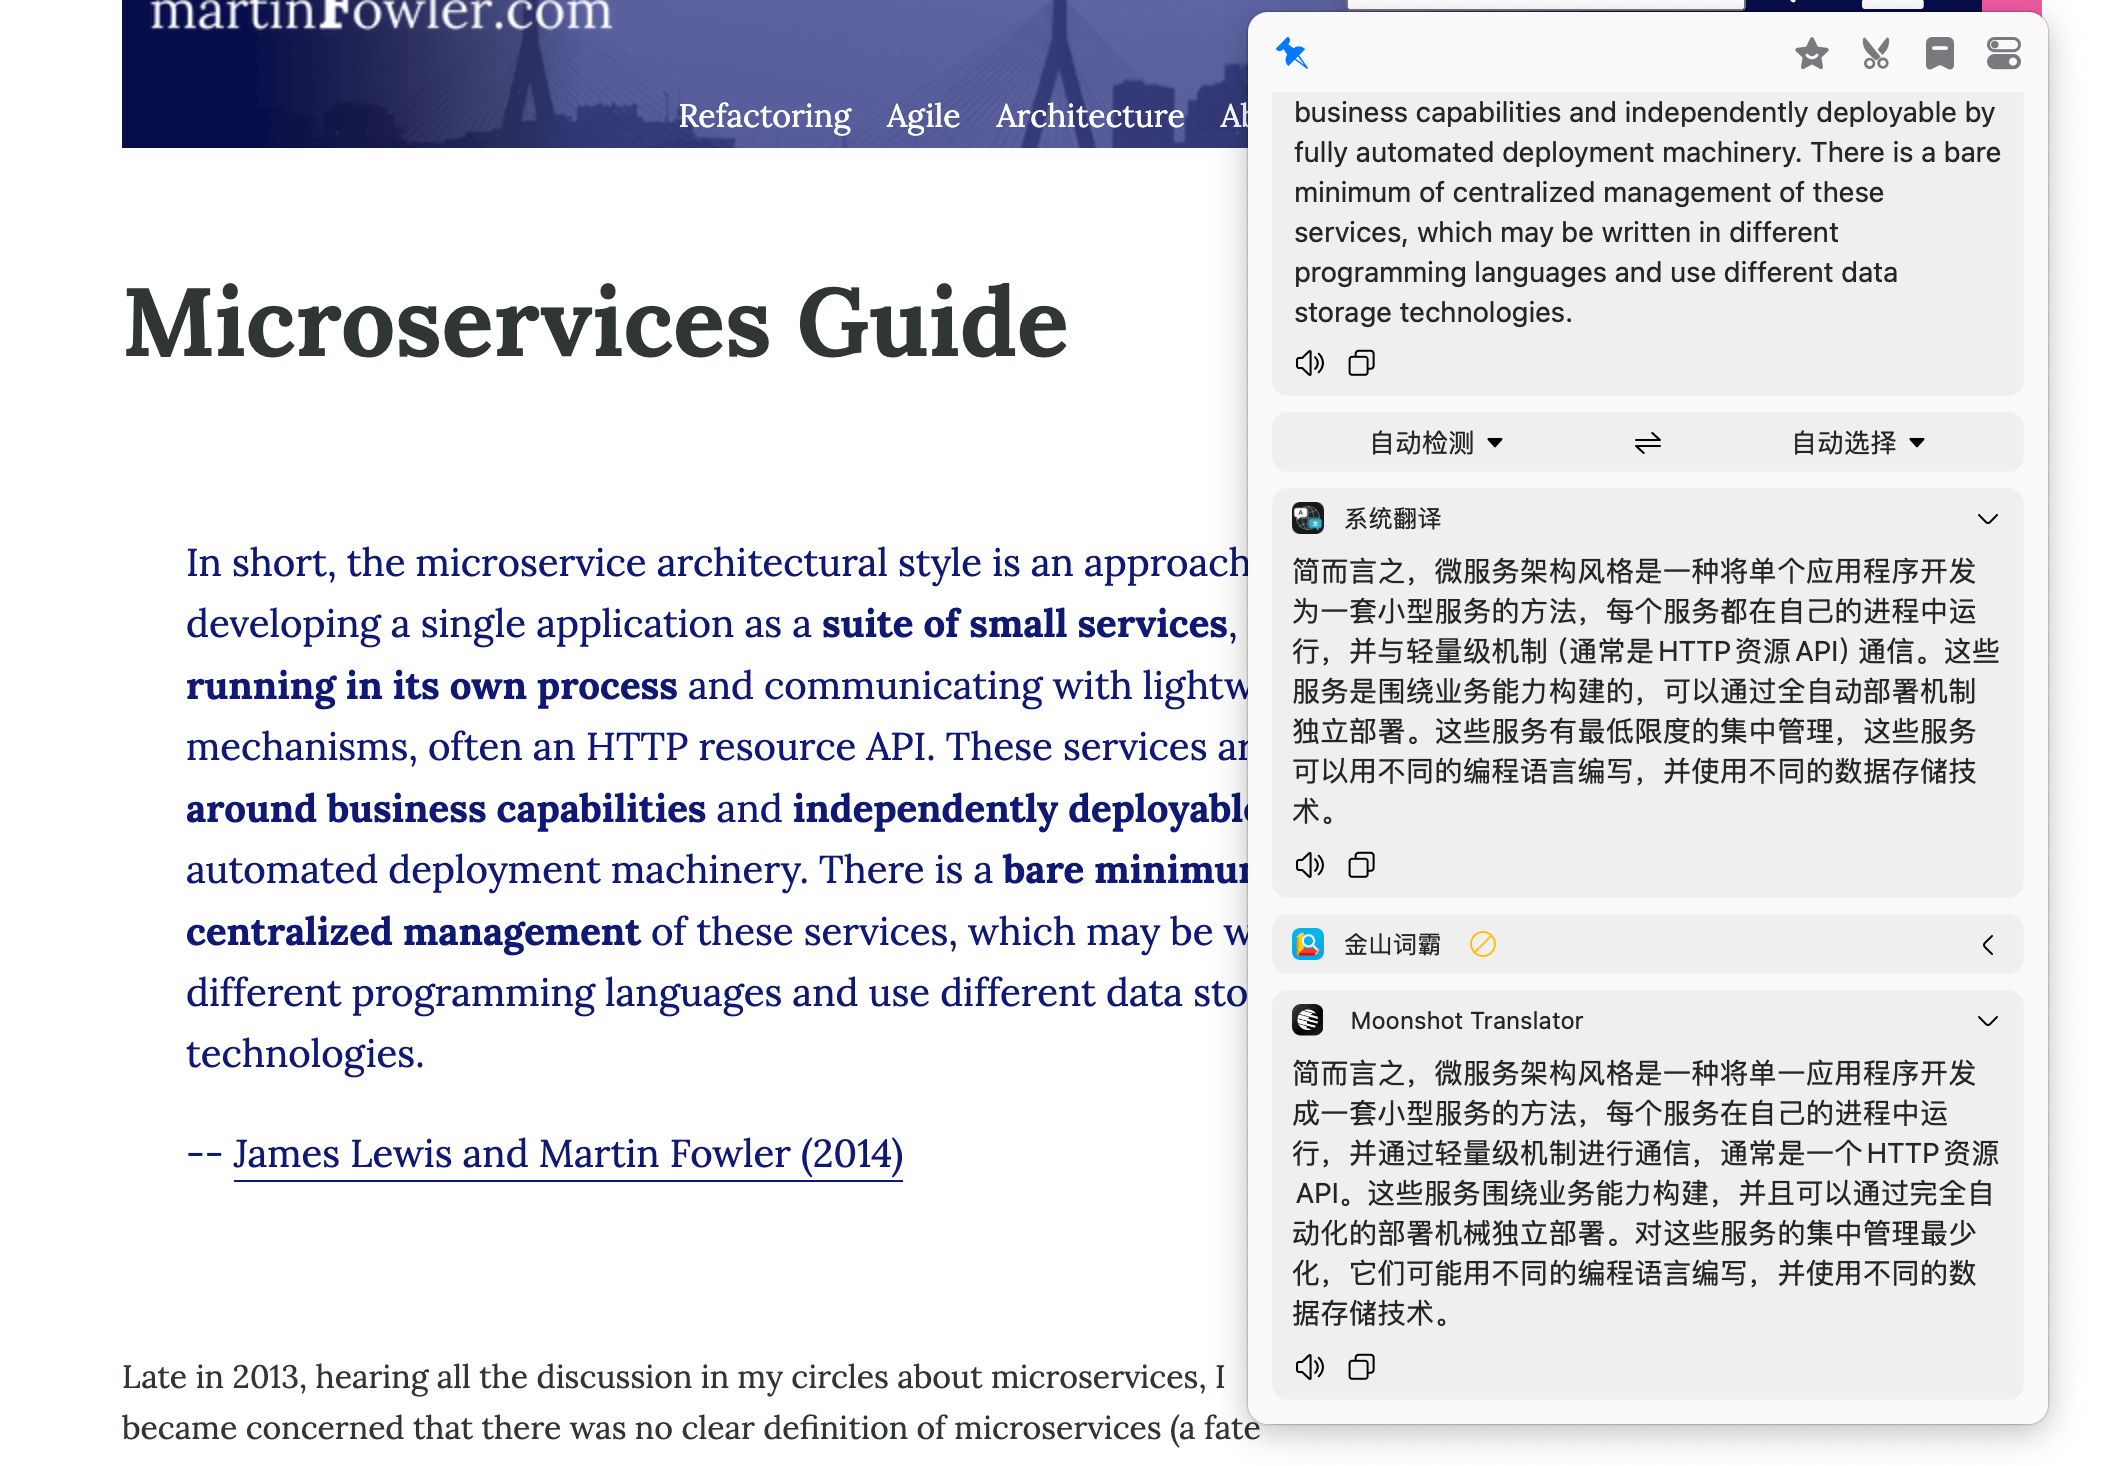 martinFowler.com
Refactoring Agile Architecture
Microservices Guide
In short, the microservice architectural style is an approach
developing a single application as a suite of small services,
running in its own process and communicating with
mechanisms, often an HTTP resource API. These services
around business capabilities and independently
automated deployment machinery. There is a bare
centralized management of these services, which may be
different programming languages and use different data
technologies.
-- James Lewis and Martin Fowler (2014)
Late in 2013, hearing all the discussion in my circles about microservices, I
became concerned that there was no clear definition of microservices (a fate
business capabilities and independently deployable by
fully automated deployment machinery. There is a bare
minimum of centralized management of these
services, which may be written in different
programming languages and use different data
storage technologies.
自动检测 自动选择
系统翻译
简而言之，微服务架构风格是一种将单个应用程序开发
为一套小型服务的方法，每个服务都在自己的进程中运
行，并与轻量级机制（通常是HTTP资源API）通信。这些
服务是围绕业务能力构建的，可以通过全自动部署机制
独立部署。这些服务有最低限度的集中管理，这些服务
可以用不同的编程语言编写，并使用不同的数据存储技
术。
金山词霸
Moonshot Translator
简而言之，微服务架构风格是一种将单一应用程序开发
成一套小型服务的方法，每个服务在自己的进程中运
行，并通过轻量级机制进行通信，通常是一个HTTP资源
API。这些服务围绕业务能力构建，并且可以通过完全自
动化的部署机械独立部署。对这些服务的集中管理最少
化，它们可能用不同的编程语言编写，并使用不同的数
据存储技术。